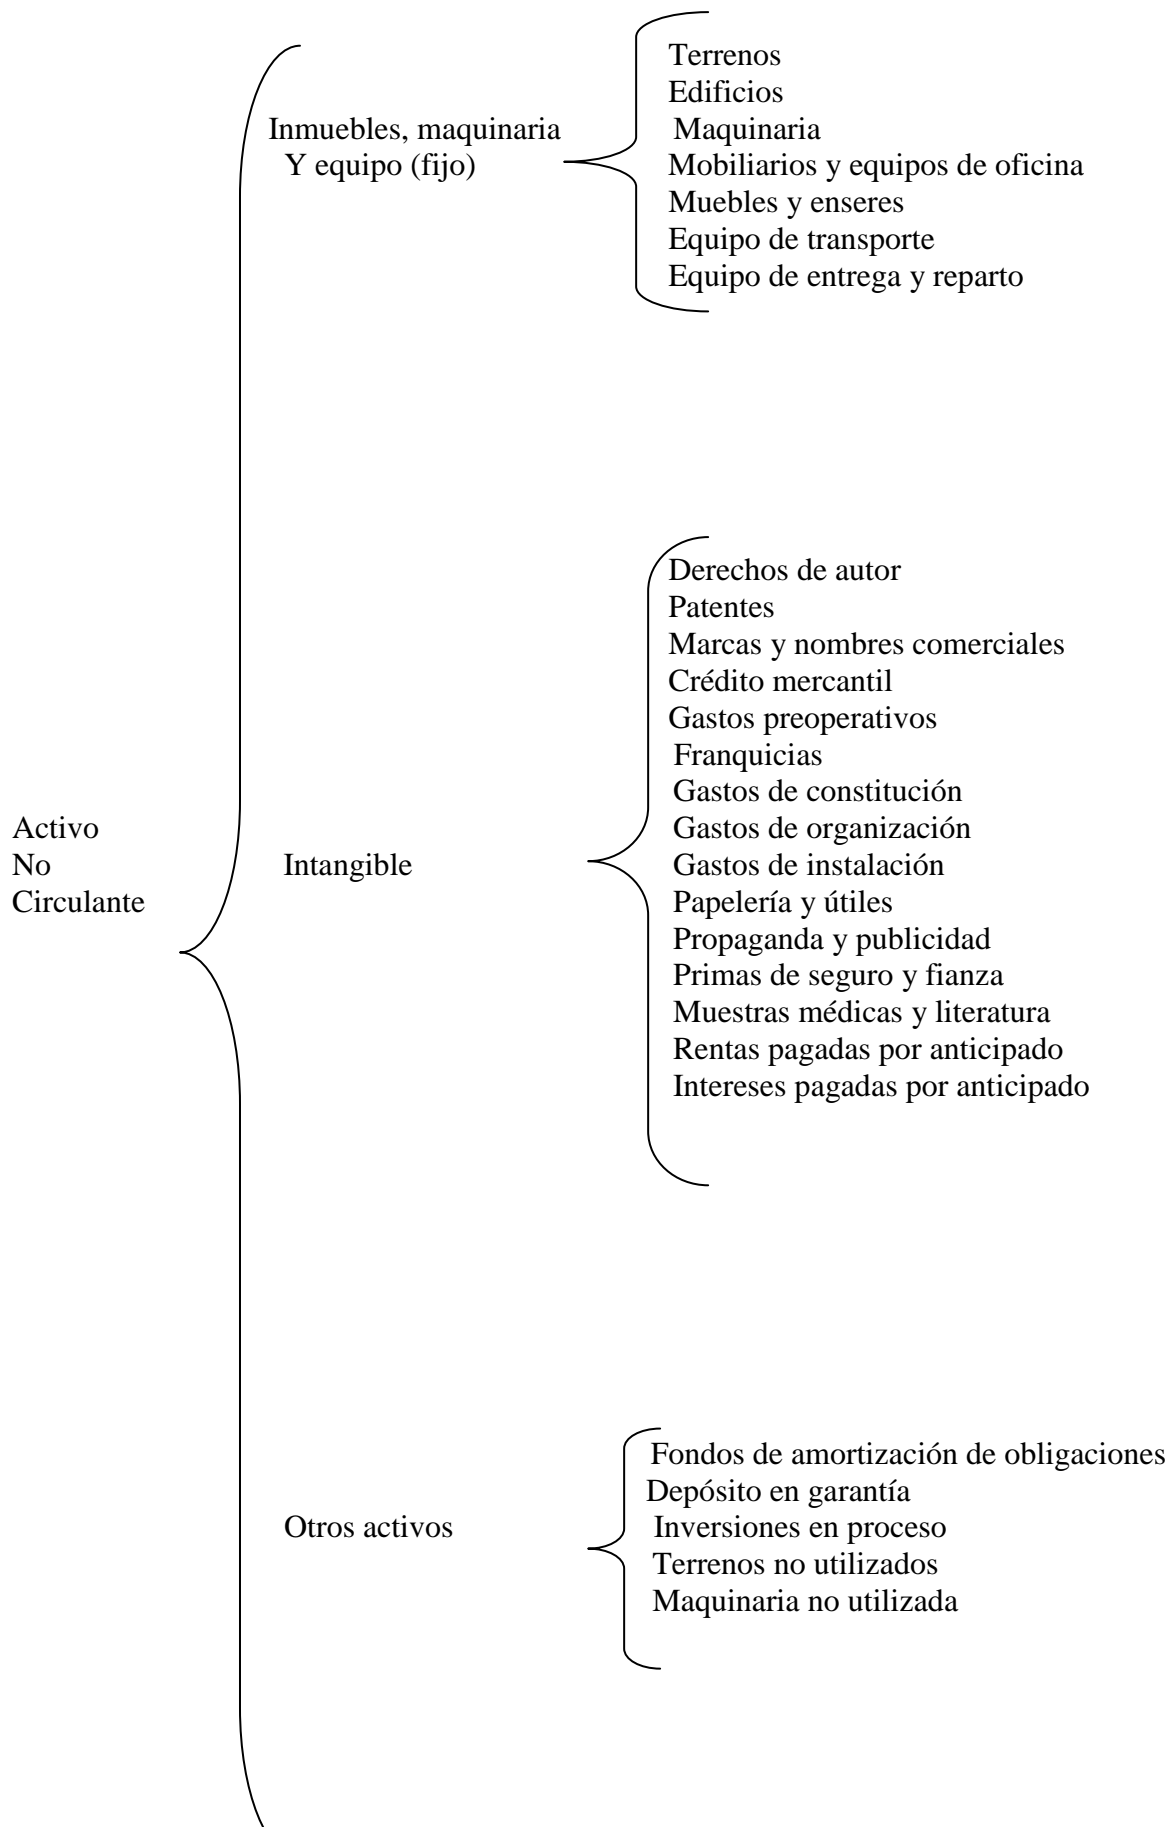 Terrenos
Edificios
Inmuebles, maquinaria
Maquinaria
Y equipo (fijo)
Mobiliarios y equipos de oficina
Muebles y enseres
Equipo de transporte
Equipo de entrega y reparto
Derechos de autor
Patentes
Marcas y nombres comerciales
Crédito mercantil
Gastos preoperativos
Franquicias
Gastos de constitución
Activo
Gastos de organización
No
Intangible
Gastos de instalación
Circulante
Papelería y útiles
Propaganda y publicidad
Primas de seguro y fianza
Muestras médicas y literatura
Rentas pagadas por anticipado
Intereses pagadas por anticipado
Fondos de amortización de obligaciones
Depósito en garantía
Otros activos
Inversiones en proceso
Terrenos no utilizados
Maquinaria no utilizada